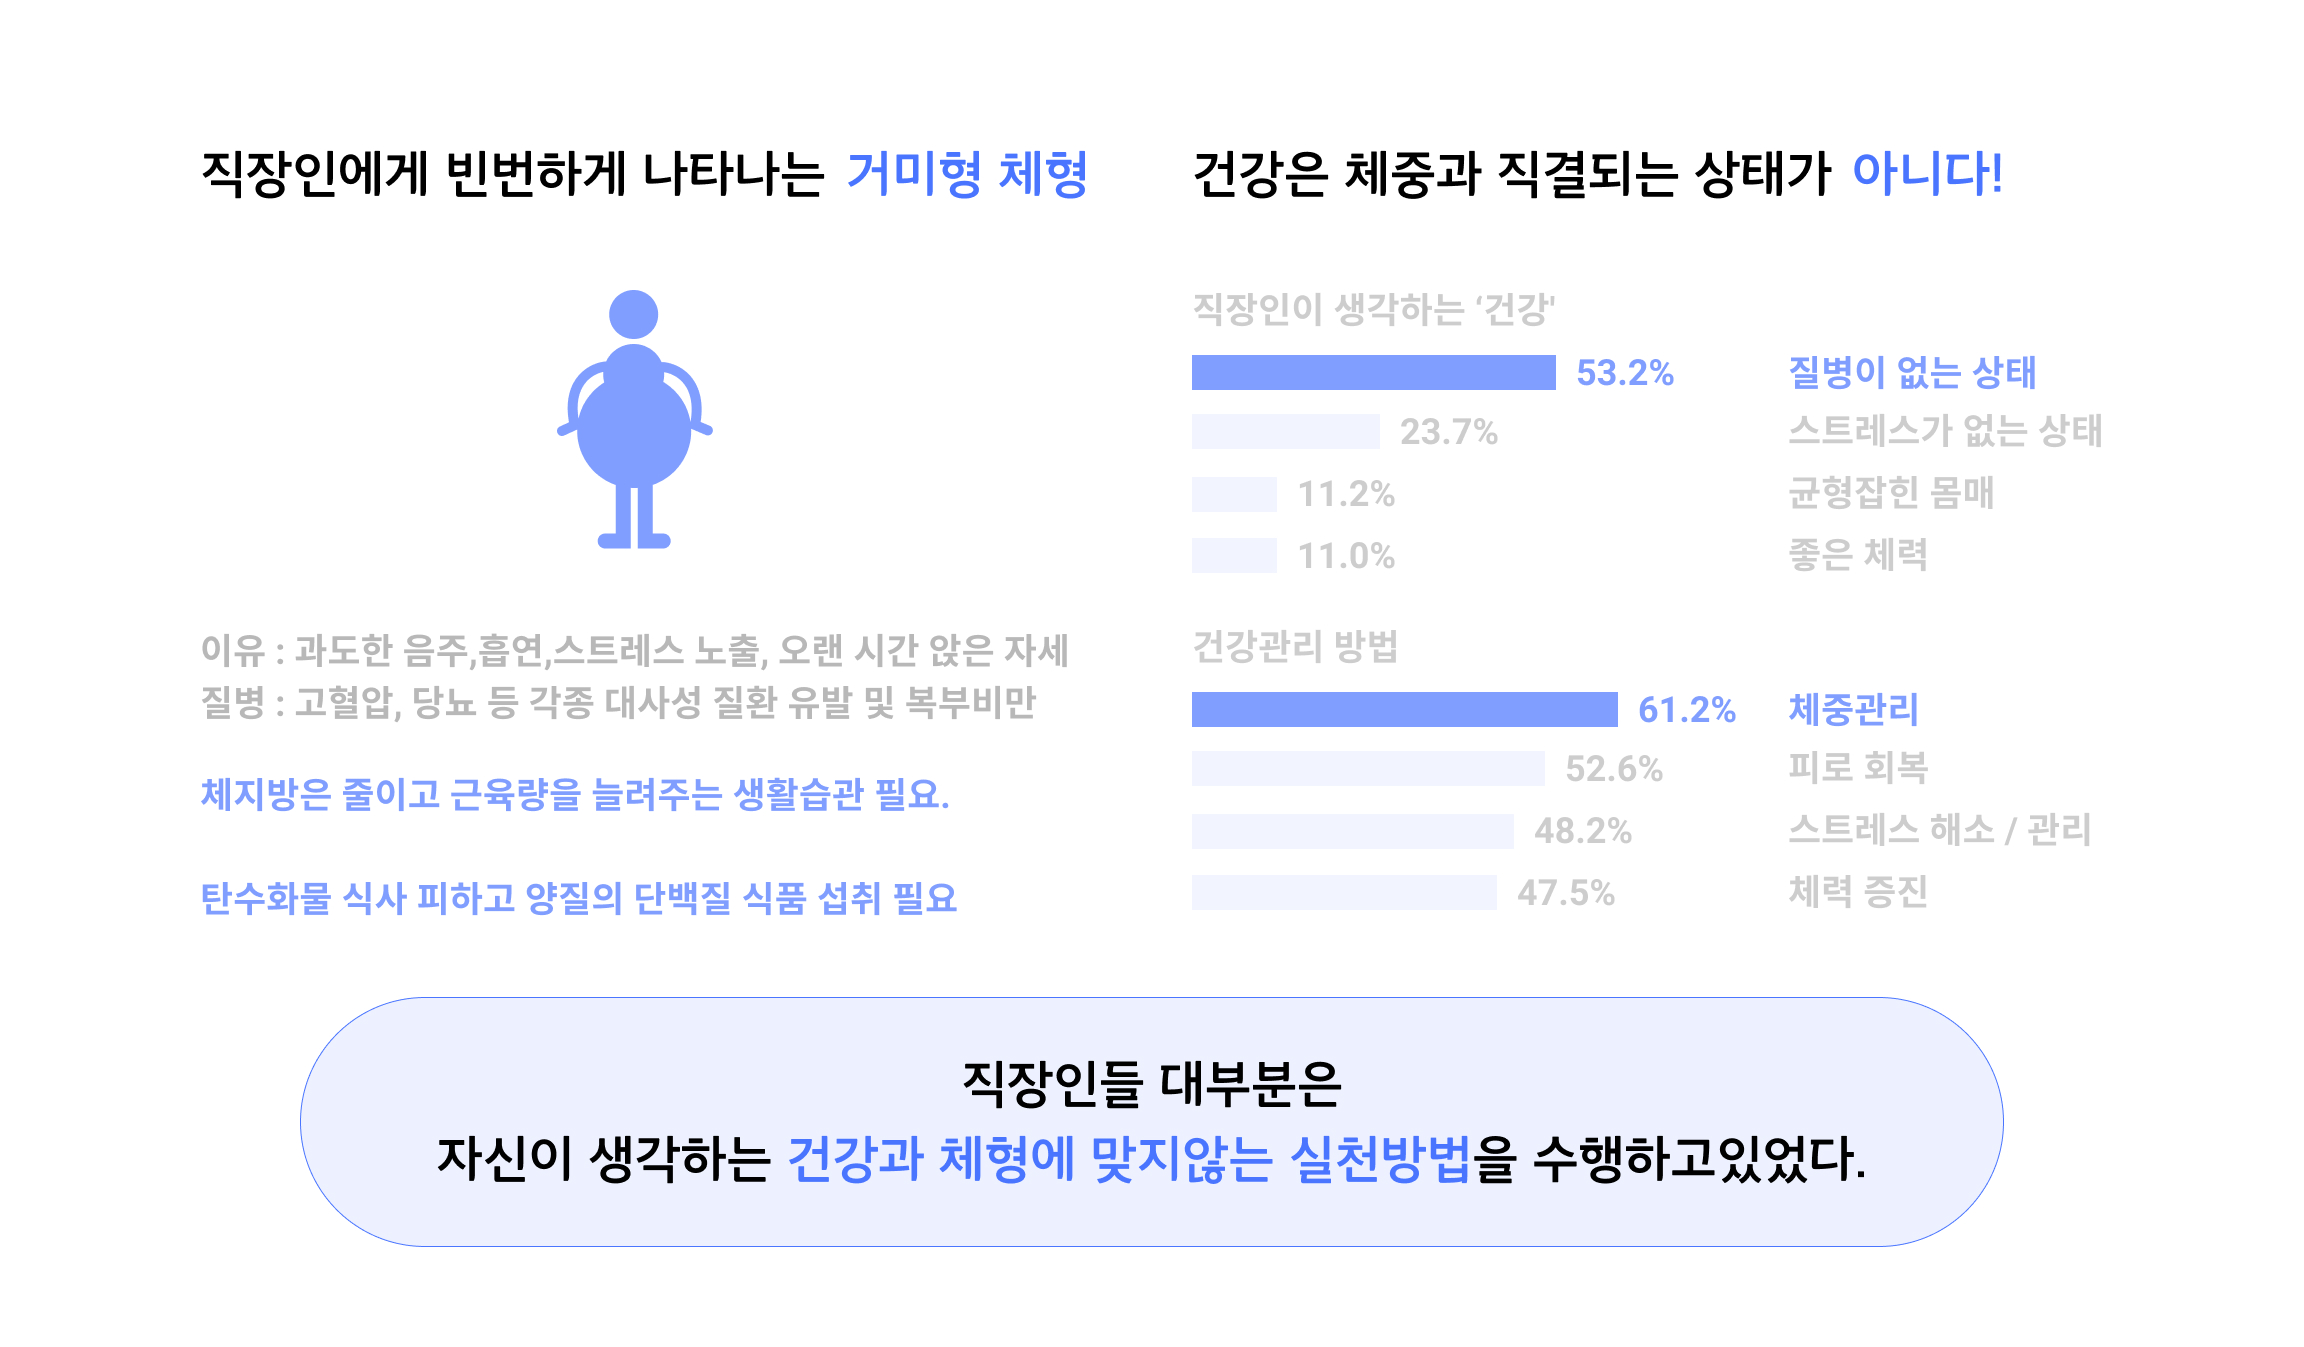 직장인에게 빈번하게 나타나는 거미형 체형
이유 : 과도한 음주,흡연,스트레스 노출, 오랜 시간 앉은 자세
질병 : 고혈압, 당뇨 등 각종 대사성 질환 유발 및 복부비만
체지방은 줄이고 근육량을 늘려주는 생활습관 필요.
탄수화물 식사 피하고 양질의 단백질 식품 섭취 필요
건강은 체중과 직결되는 상태가 아니다!
직장인이 생각하는 ‘건강'
53.2% 질병이 없는 상태
23.7% 스트레스가 없는 상태
11.2% 균형잡힌 몸매
11.0% 좋은 체력
건강관리 방법
61.2% 체중관리
52.6% 피로 회복
48.2% 스트레스 해소 / 관리
47.5% 체력 증진
직장인들 대부분은
자신이 생각하는 건강과 체형에 맞지않는 실천방법을 수행하고있었다.